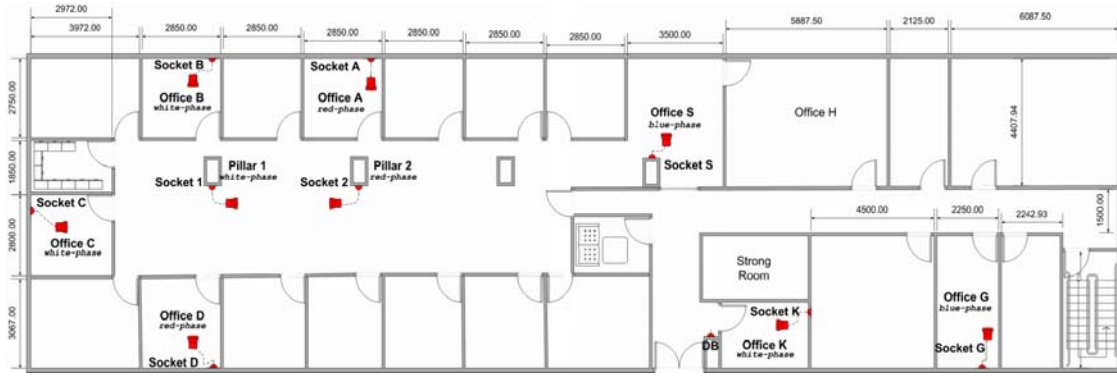 2972.00
3972.00
2850.00
2850.00
2850.00
2850.00
2850.00
2850.00
3500.00
5887.50
2125.00
6087.50
2750.00
Socket B
Office B
white-phase
Socket A
Office A
red-phase
Office S
blue-phase
Socket S
Office H
4407.94
1850.00
Pillar 1
white-phase
Socket 1
Pillar 2
red-phase
Socket 2
Socket C
Office C
white-phase
2800.00
4500.00
2250.00
2242.93
1500.00
Strong
Room
3067.00
Office D
red-phase
Socket D
Socket K
Office K
white-phase
DB
Office G
blue-phase
Socket G